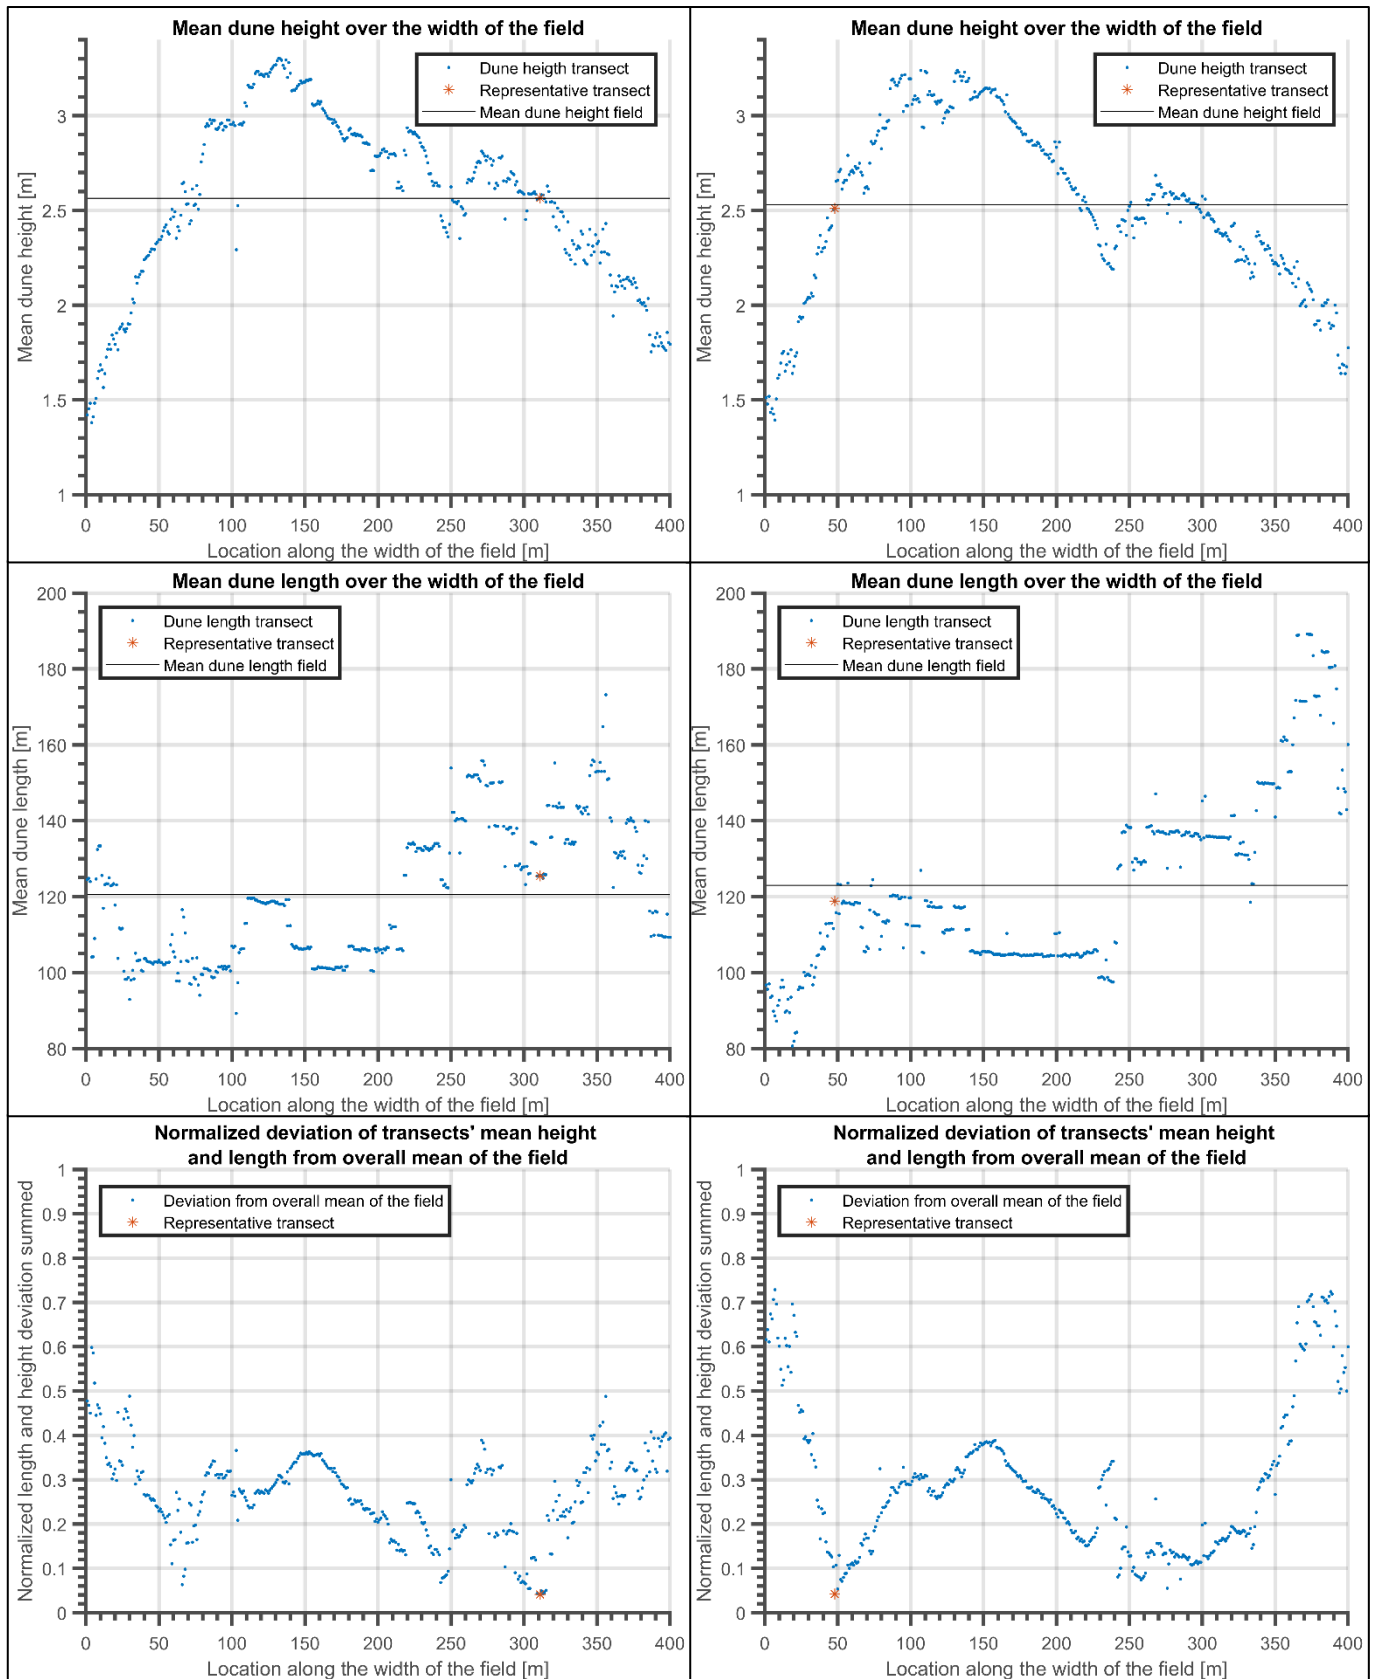 Mean dune height over the width of the field
Dune heigth transect
Representative transect
Mean dune height field
Mean dune height [m]
3
2.5
2
1.5
1
0 50 100 150 200 250 300 350 400
Location along the width of the field [m]
Mean dune height over the width of the field
Dune heigth transect
Representative transect
Mean dune height field
Mean dune height [m]
3
2.5
2
1.5
1
0 50 100 150 200 250 300 350 400
Location along the width of the field [m]
Mean dune length over the width of the field
Dune length transect
Representative transect
Mean dune length field
Mean dune length [m]
200
180
160
140
120
100
80
0 50 100 150 200 250 300 350 400
Location along the width of the field [m]
Mean dune length over the width of the field
Dune length transect
Representative transect
Mean dune length field
Mean dune length [m]
200
180
160
140
120
100
80
0 50 100 150 200 250 300 350 400
Location along the width of the field [m]
Normalized deviation of transects' mean height
and length from overall mean of the field
Deviation from overall mean of the field
Representative transect
Normalized length and height deviation summed
1
0.9
0.8
0.7
0.6
0.5
0.4
0.3
0.2
0.1
0
0 50 100 150 200 250 300 350 400
Location along the width of the field [m]
Normalized deviation of transects' mean height
and length from overall mean of the field
Deviation from overall mean of the field
Representative transect
Normalized length and height deviation summed
1
0.9
0.8
0.7
0.6
0.5
0.4
0.3
0.2
0.1
0
0 50 100 150 200 250 300 350 400
Location along the width of the field [m]